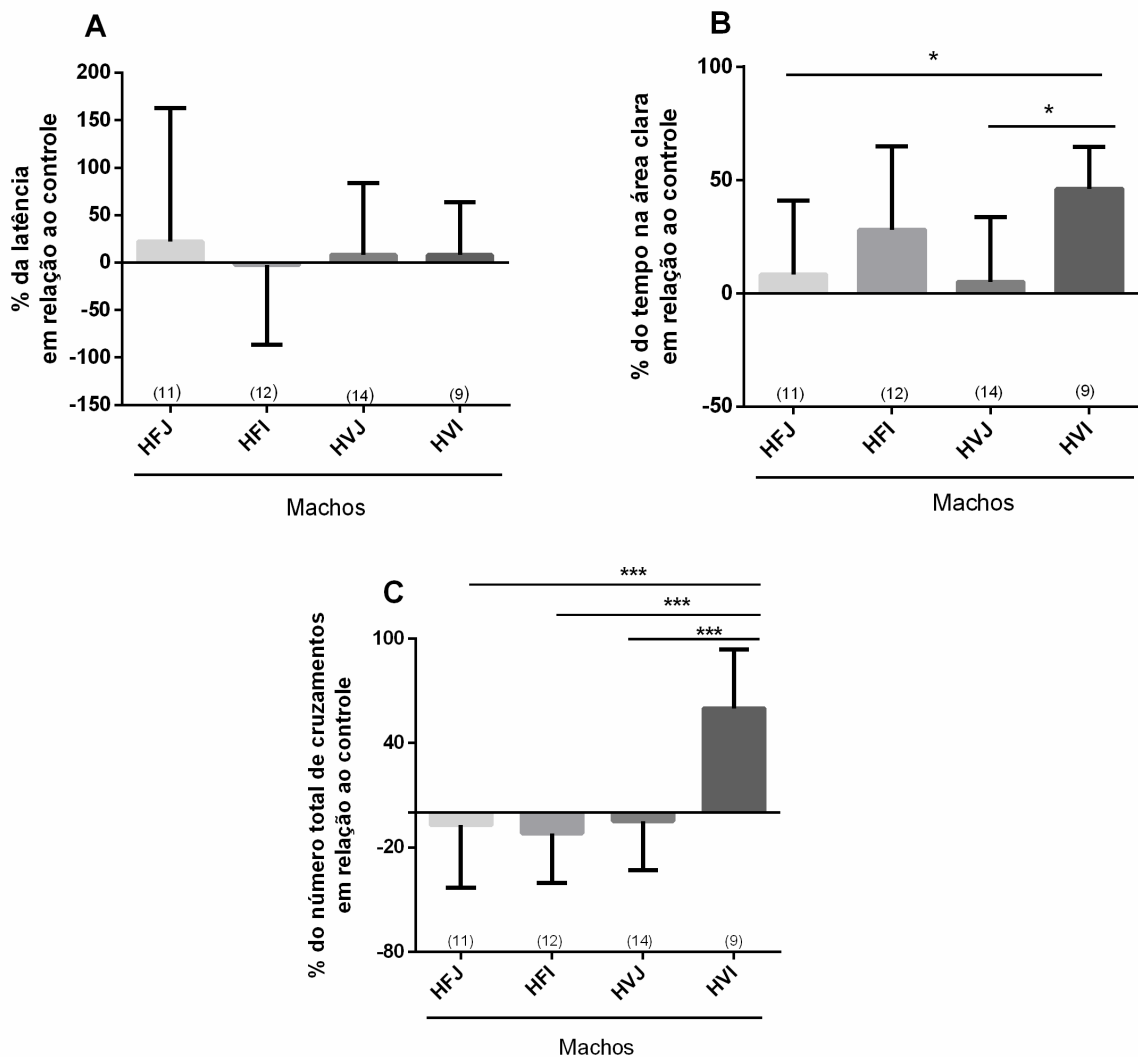 A
% da latência
em relação ao controle
200
150
100
50
0
-50
-100
-150
(11)
(12)
(14)
(9)
HFJ
HFI
HVJ
HVI
Machos
B
% do tempo na área clara
em relação ao controle
100
50
0
-50
*
*
(11)
(12)
(14)
(9)
HFJ
HFI
HVJ
HVI
Machos
C
% do número total de cruzamentos
em relação ao controle
100
40
-20
-80
***
***
***
(11)
(12)
(14)
(9)
HFJ
HFI
HVJ
HVI
Machos